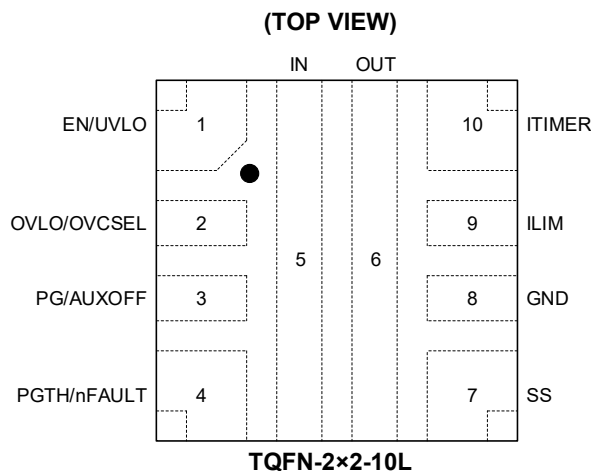 (TOP VIEW)
IN OUT
EN/UVLO 1 10 ITIMER
OVLO/OVCSEL 2 9 ILIM
5 6
PG/AUXOFF 3 8 GND
PGTH/nFAULT 4 7 SS
TQFN-2×2-10L